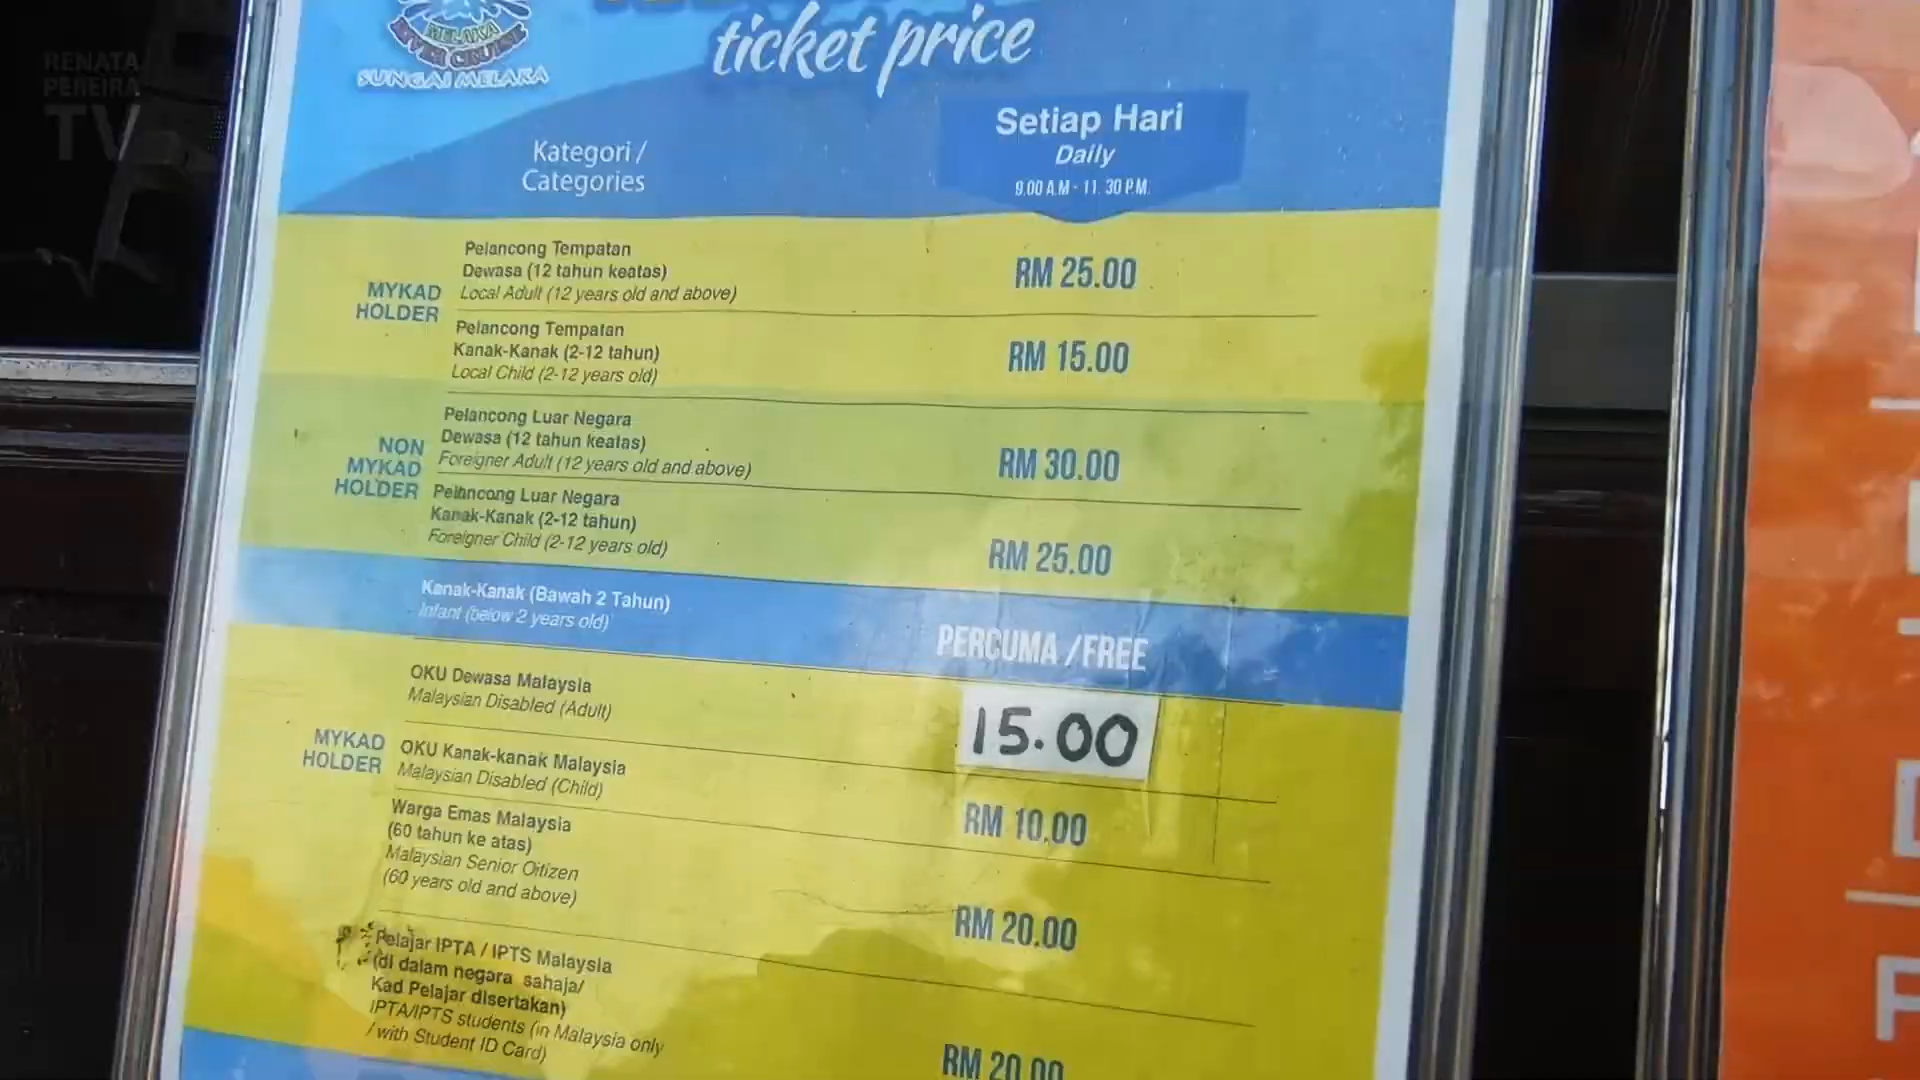 RENATA
PEREIRA
TV
MELAKA
RIVER CRUISE
SUNGAI MELAKA
ticket price
Kategori /
Categories
Setiap Hari
Daily
9.00 A.M - 11. 30 P.M.
MYKAD
HOLDER
Pelancong Tempatan
Dewasa (12 tahun keatas)
Local Adult (12 years old and above)
RM 25.00
Pelancong Tempatan
Kanak-Kanak (2-12 tahun)
Local Child (2-12 years old)
RM 15.00
NON
MYKAD
HOLDER
Pelancong Luar Negara
Dewasa (12 tahun keatas)
Foreigner Adult (12 years old and above)
RM 30.00
Pelancong Luar Negara
Kanak-Kanak (2-12 tahun)
Foreigner Child (2-12 years old)
RM 25.00
Kanak-Kanak (Bawah 2 Tahun)
Infant (below 2 years old)
PERCUMA /FREE
MYKAD
HOLDER
OKU Dewasa Malaysia
Malaysian Disabled (Adult)
15.00
OKU Kanak-kanak Malaysia
Malaysian Disabled (Child)
RM 10.00
Warga Emas Malaysia
(60 tahun ke atas)
Malaysian Senior Oitizen
(60 years old and above)
RM 20.00
Pelajar IPTA / IPTS Malaysia
(di dalam negara sahaja/
Kad Pelajar disertakan)
IPTA/IPTS students (in Malaysia only
/ with Student ID Card)
RM 20.00